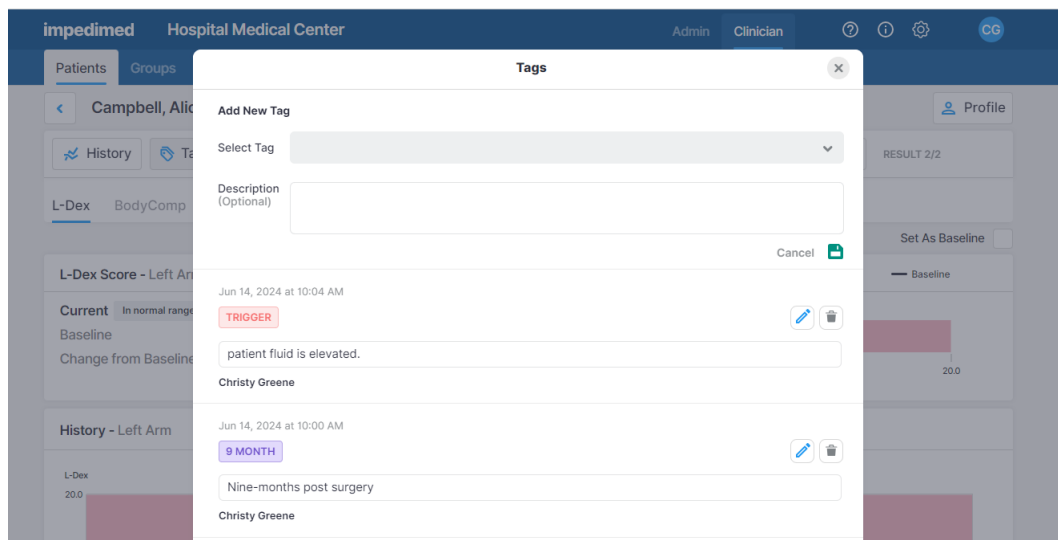 impedimed Hospital Medical Center Admin Clinician CG
Patients Groups
Tags
Campbell, Alic
Profile
Add New Tag
Select Tag
History Ta
RESULT 2/2
Description
(Optional)
L-Dex BodyComp
Set As Baseline
Cancel
L-Dex Score - Left Ar
Baseline
Jun 14, 2024 at 10:04 AM
Current In normal range
TRIGGER
Baseline
patient fluid is elevated.
Change from Baseline
20.0
Christy Greene
Jun 14, 2024 at 10:00 AM
History - Left Arm
9 MONTH
L-Dex
20.0
Nine-months post surgery
Christy Greene